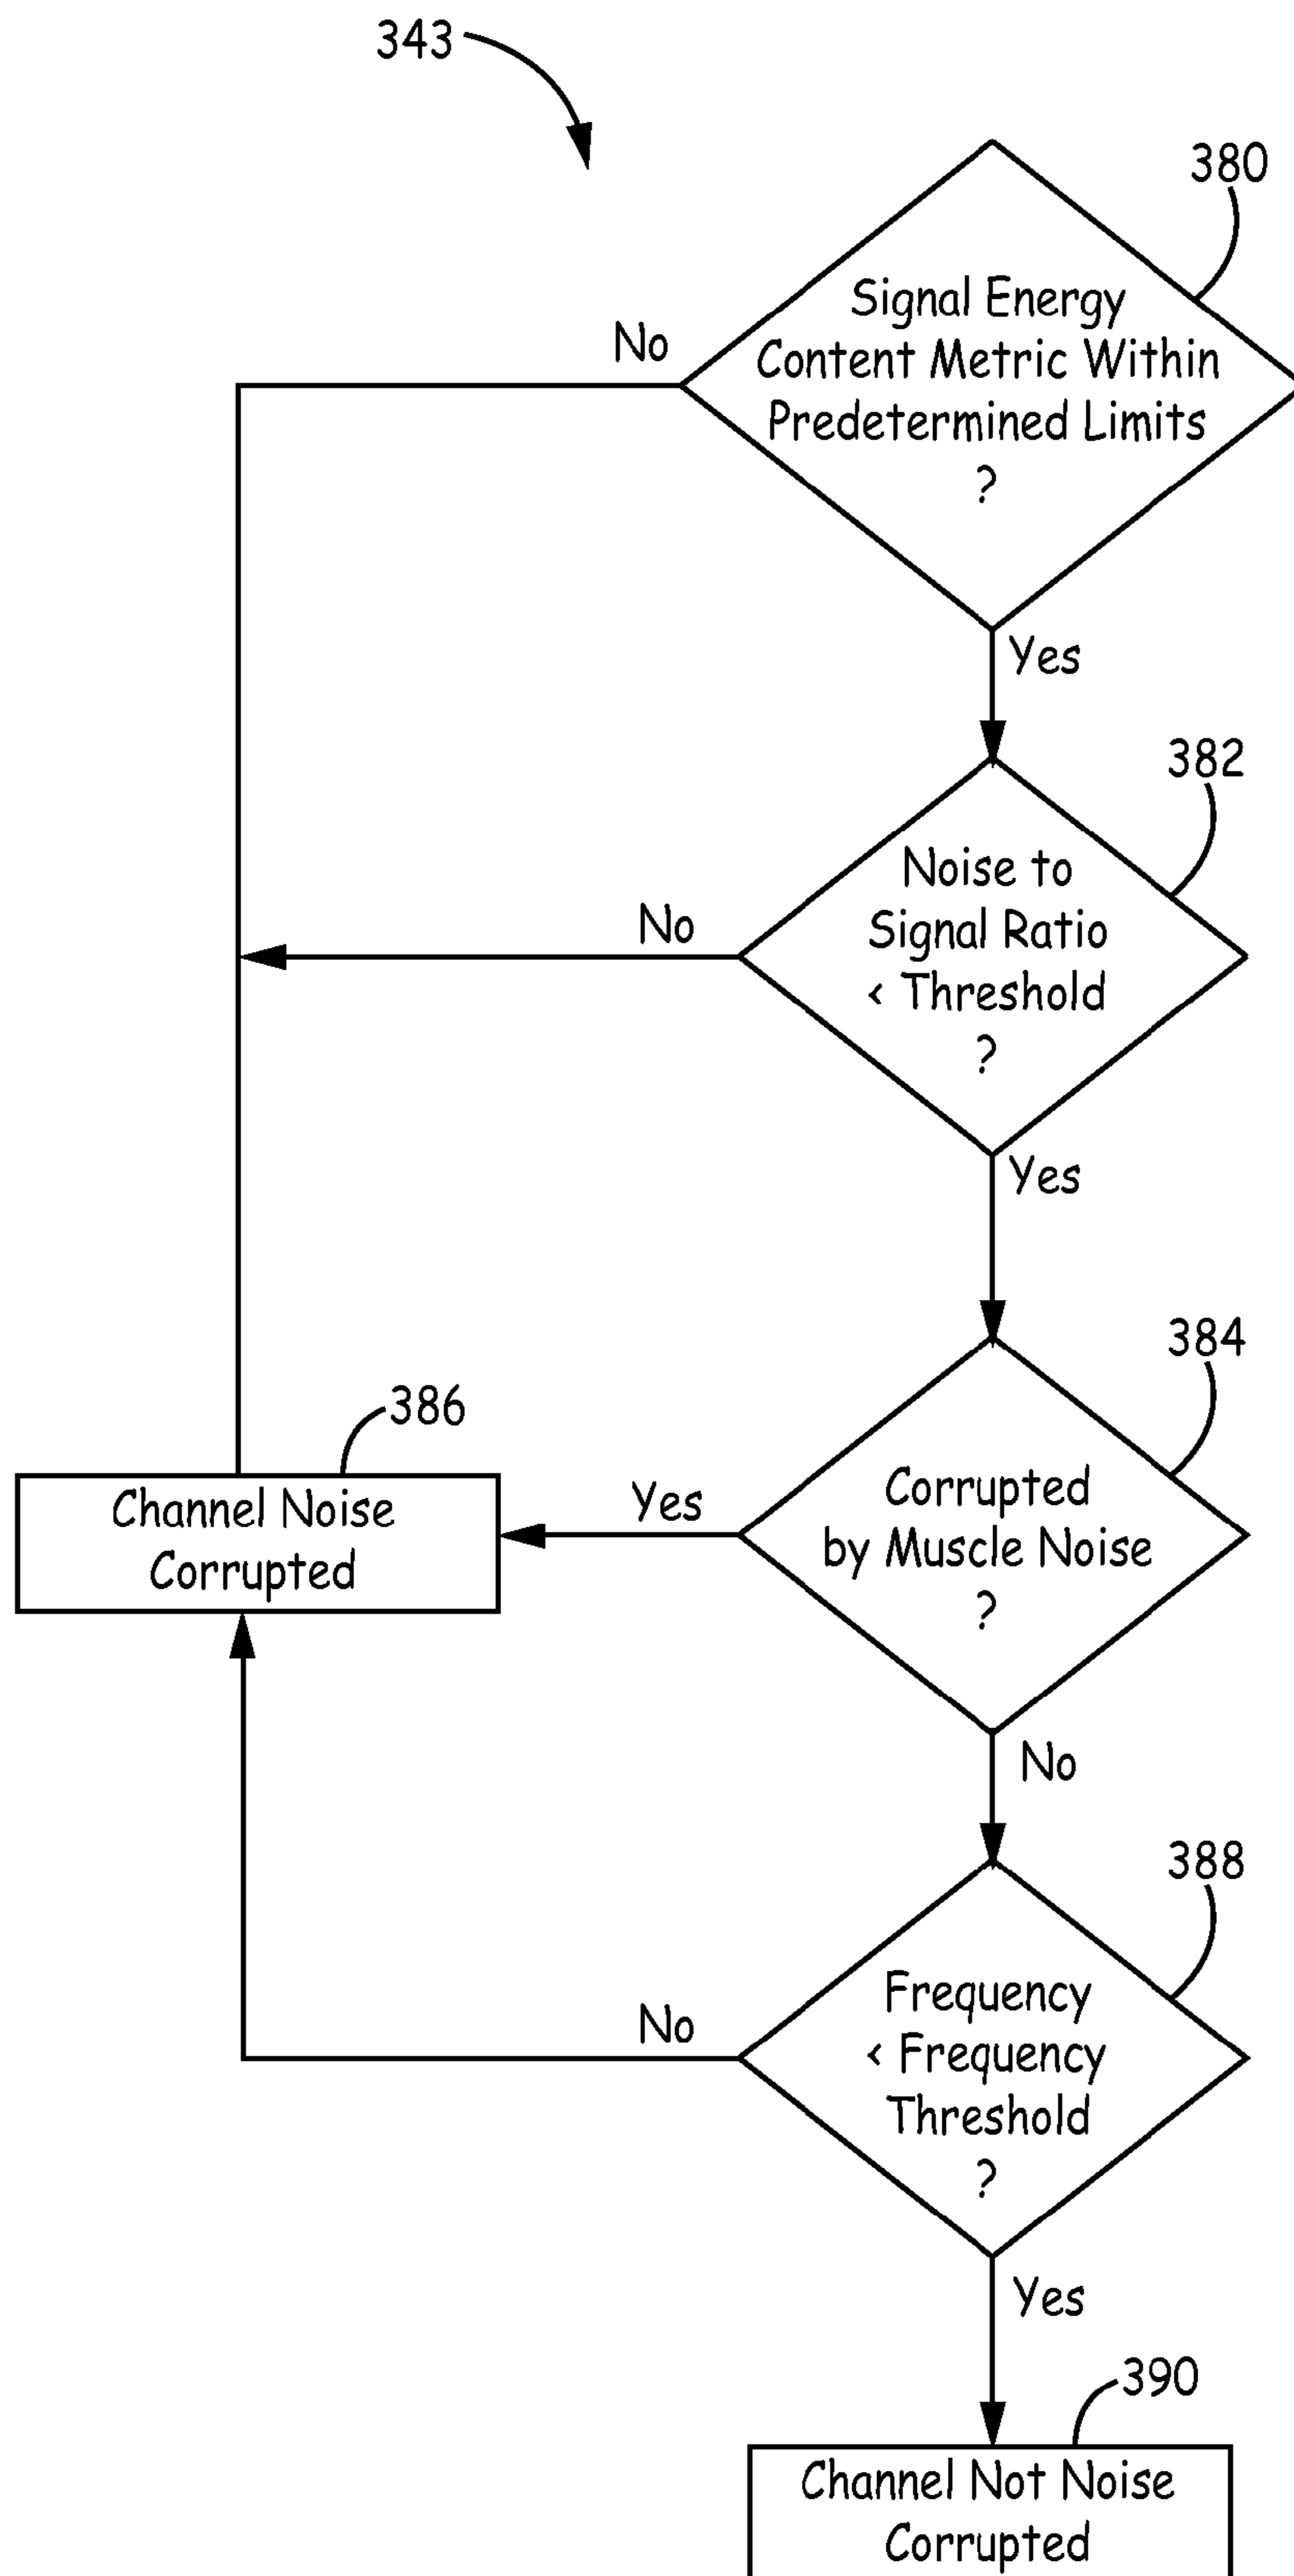 343
380
Signal Energy
Content Metric Within
Predetermined Limits
?
No
Yes
382
Noise to
Signal Ratio
< Threshold
?
No
Yes
384
Corrupted
by Muscle Noise
?
Yes
386
Channel Noise
Corrupted
No
388
Frequency
< Frequency
Threshold
?
No
Yes
390
Channel Not Noise
Corrupted